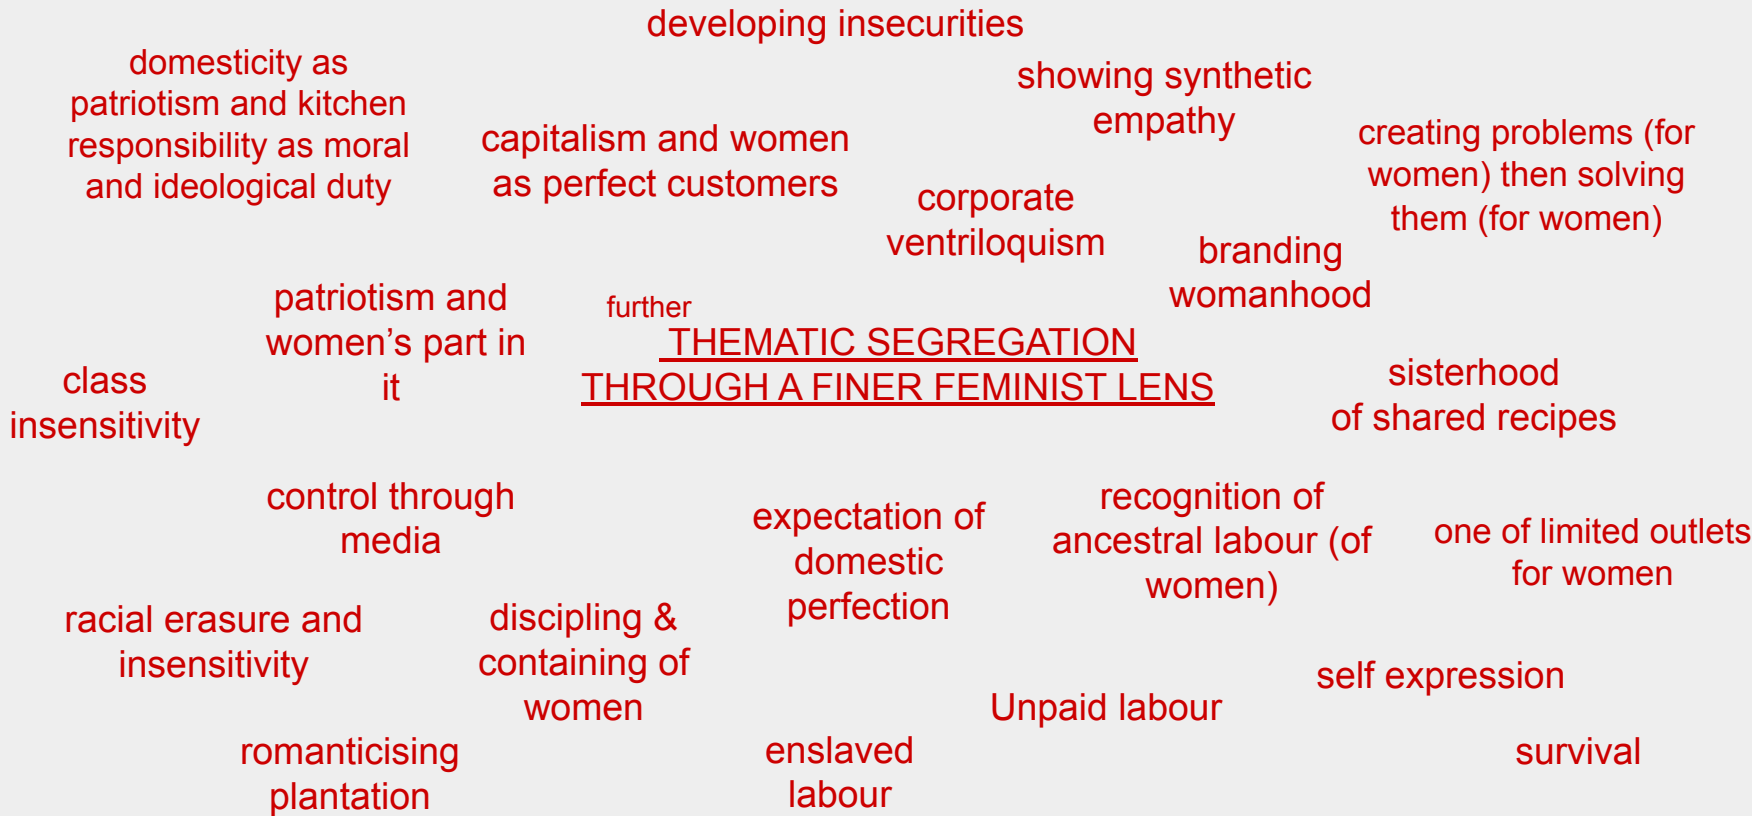 developing insecurities
domesticity as
patriotism and kitchen
responsibility as moral
and ideological duty
capitalism and women
as perfect customers
showing synthetic
empathy
creating problems (for
women) then solving
them (for women)
corporate
ventriloquism
branding
womanhood
patriotism and
women’s part in
it
further
THEMATIC SEGREGATION
THROUGH A FINER FEMINIST LENS
class
insensitivity
sisterhood
of shared recipes
control through
media
expectation of
domestic
perfection
recognition of
ancestral labour (of
women)
one of limited outlets
for women
racial erasure and
insensitivity
discipling &
containing of
women
Unpaid labour
self expression
romanticising
plantation
enslaved
labour
survival